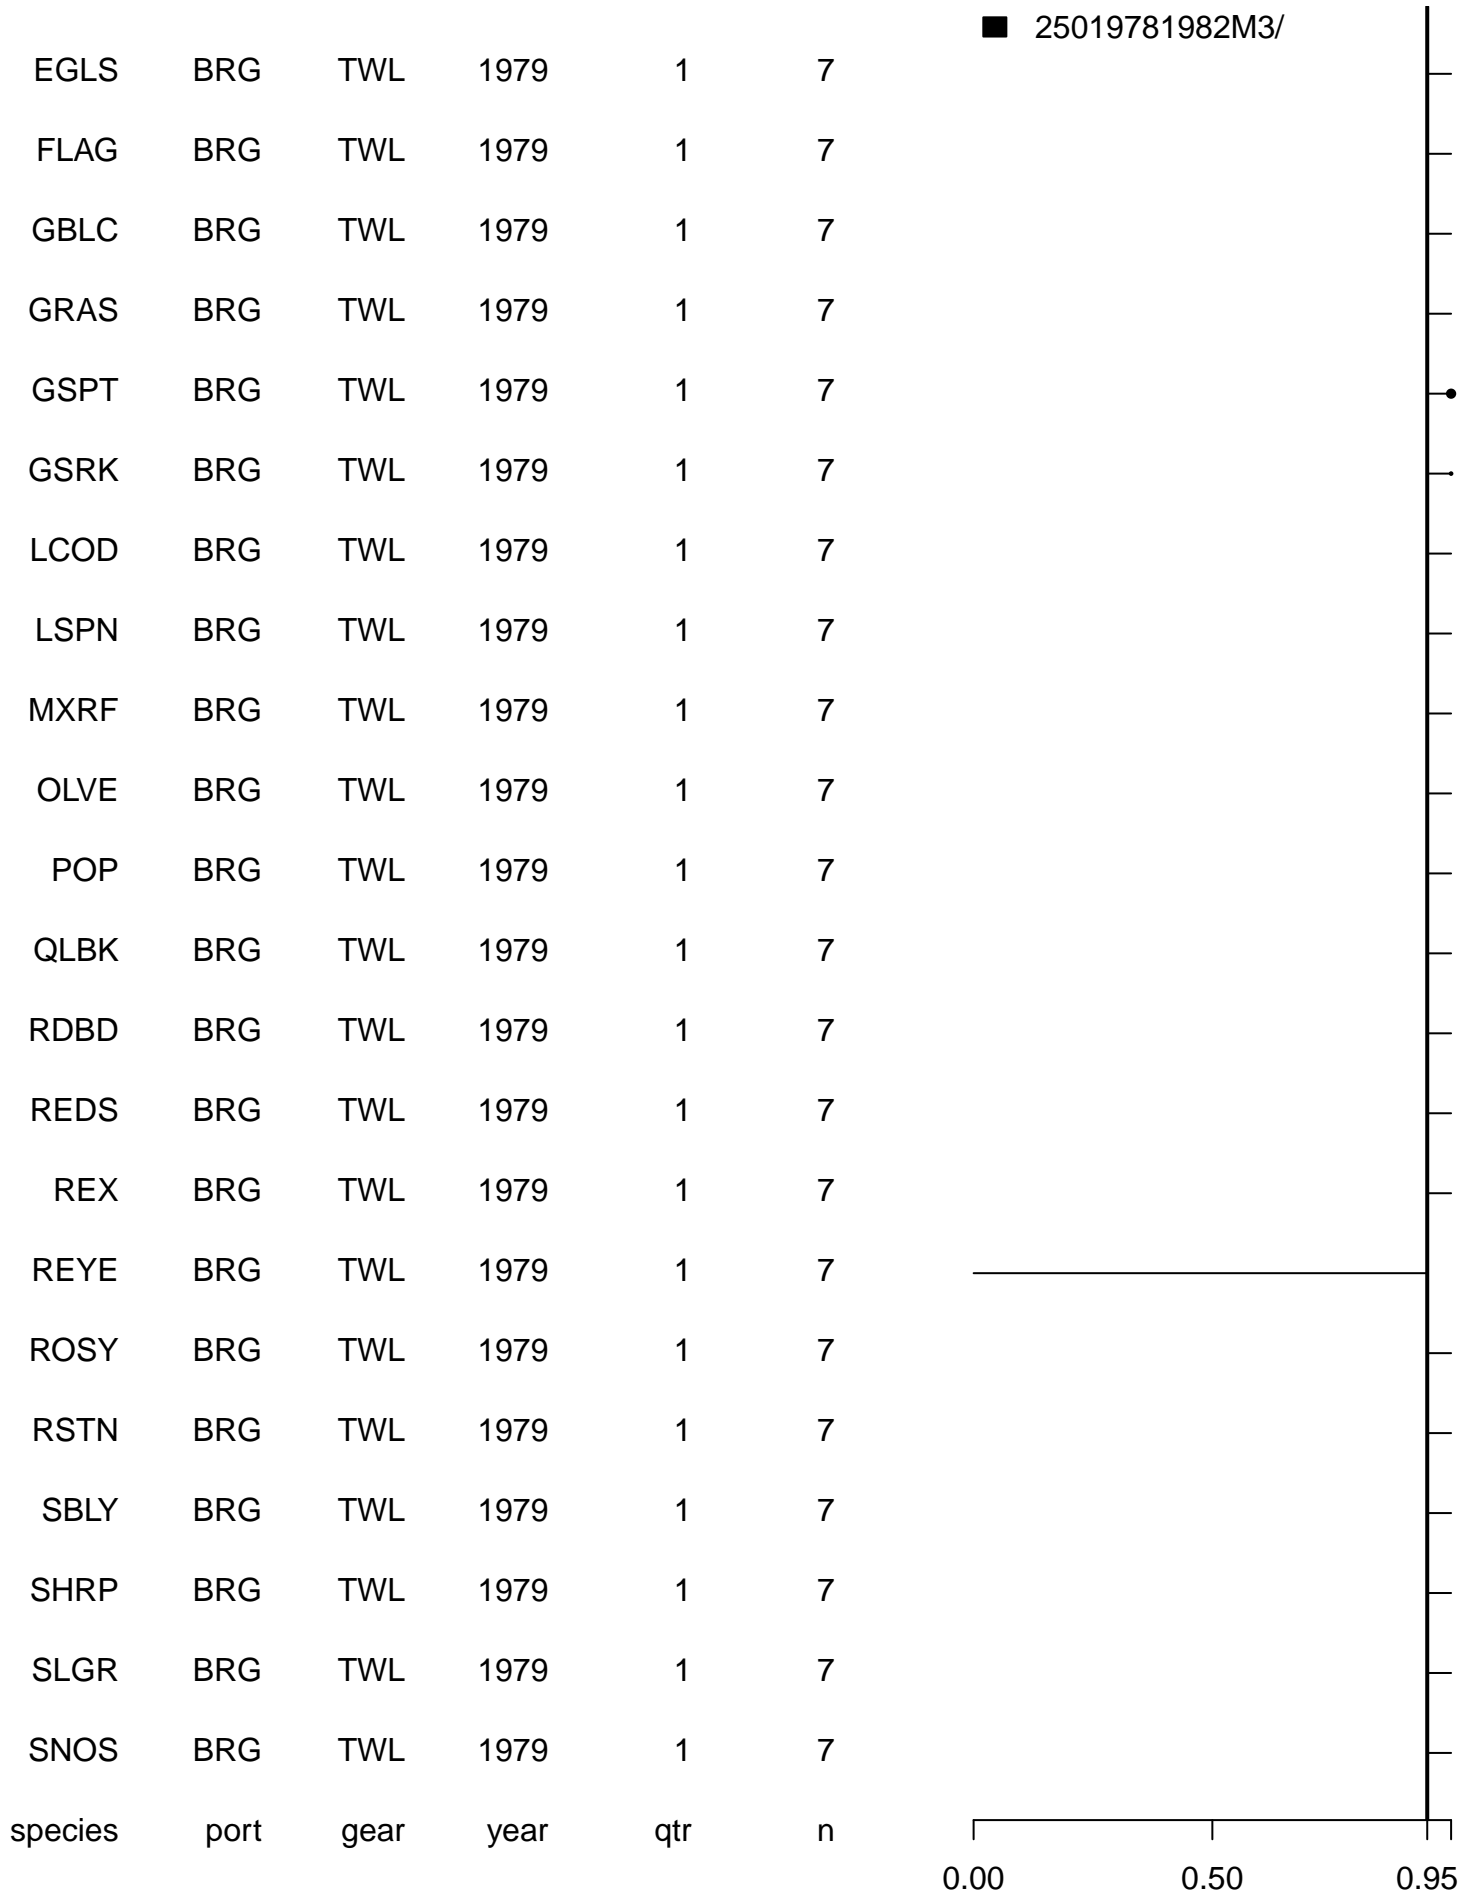 25019781982M3/
EGLS BRG TWL 1979 1 7
FLAG BRG TWL 1979 1 7
GBLC BRG TWL 1979 1 7
GRAS BRG TWL 1979 1 7
GSPT BRG TWL 1979 1 7
GSRK BRG TWL 1979 1 7
LCOD BRG TWL 1979 1 7
LSPN BRG TWL 1979 1 7
MXRF BRG TWL 1979 1 7
OLVE BRG TWL 1979 1 7
POP BRG TWL 1979 1 7
QLBK BRG TWL 1979 1 7
RDBD BRG TWL 1979 1 7
REDS BRG TWL 1979 1 7
REX BRG TWL 1979 1 7
REYE BRG TWL 1979 1 7
ROSY BRG TWL 1979 1 7
RSTN BRG TWL 1979 1 7
SBLY BRG TWL 1979 1 7
SHRP BRG TWL 1979 1 7
SLGR BRG TWL 1979 1 7
SNOS BRG TWL 1979 1 7
species port gear year qtr n
0.00 0.50 0.95